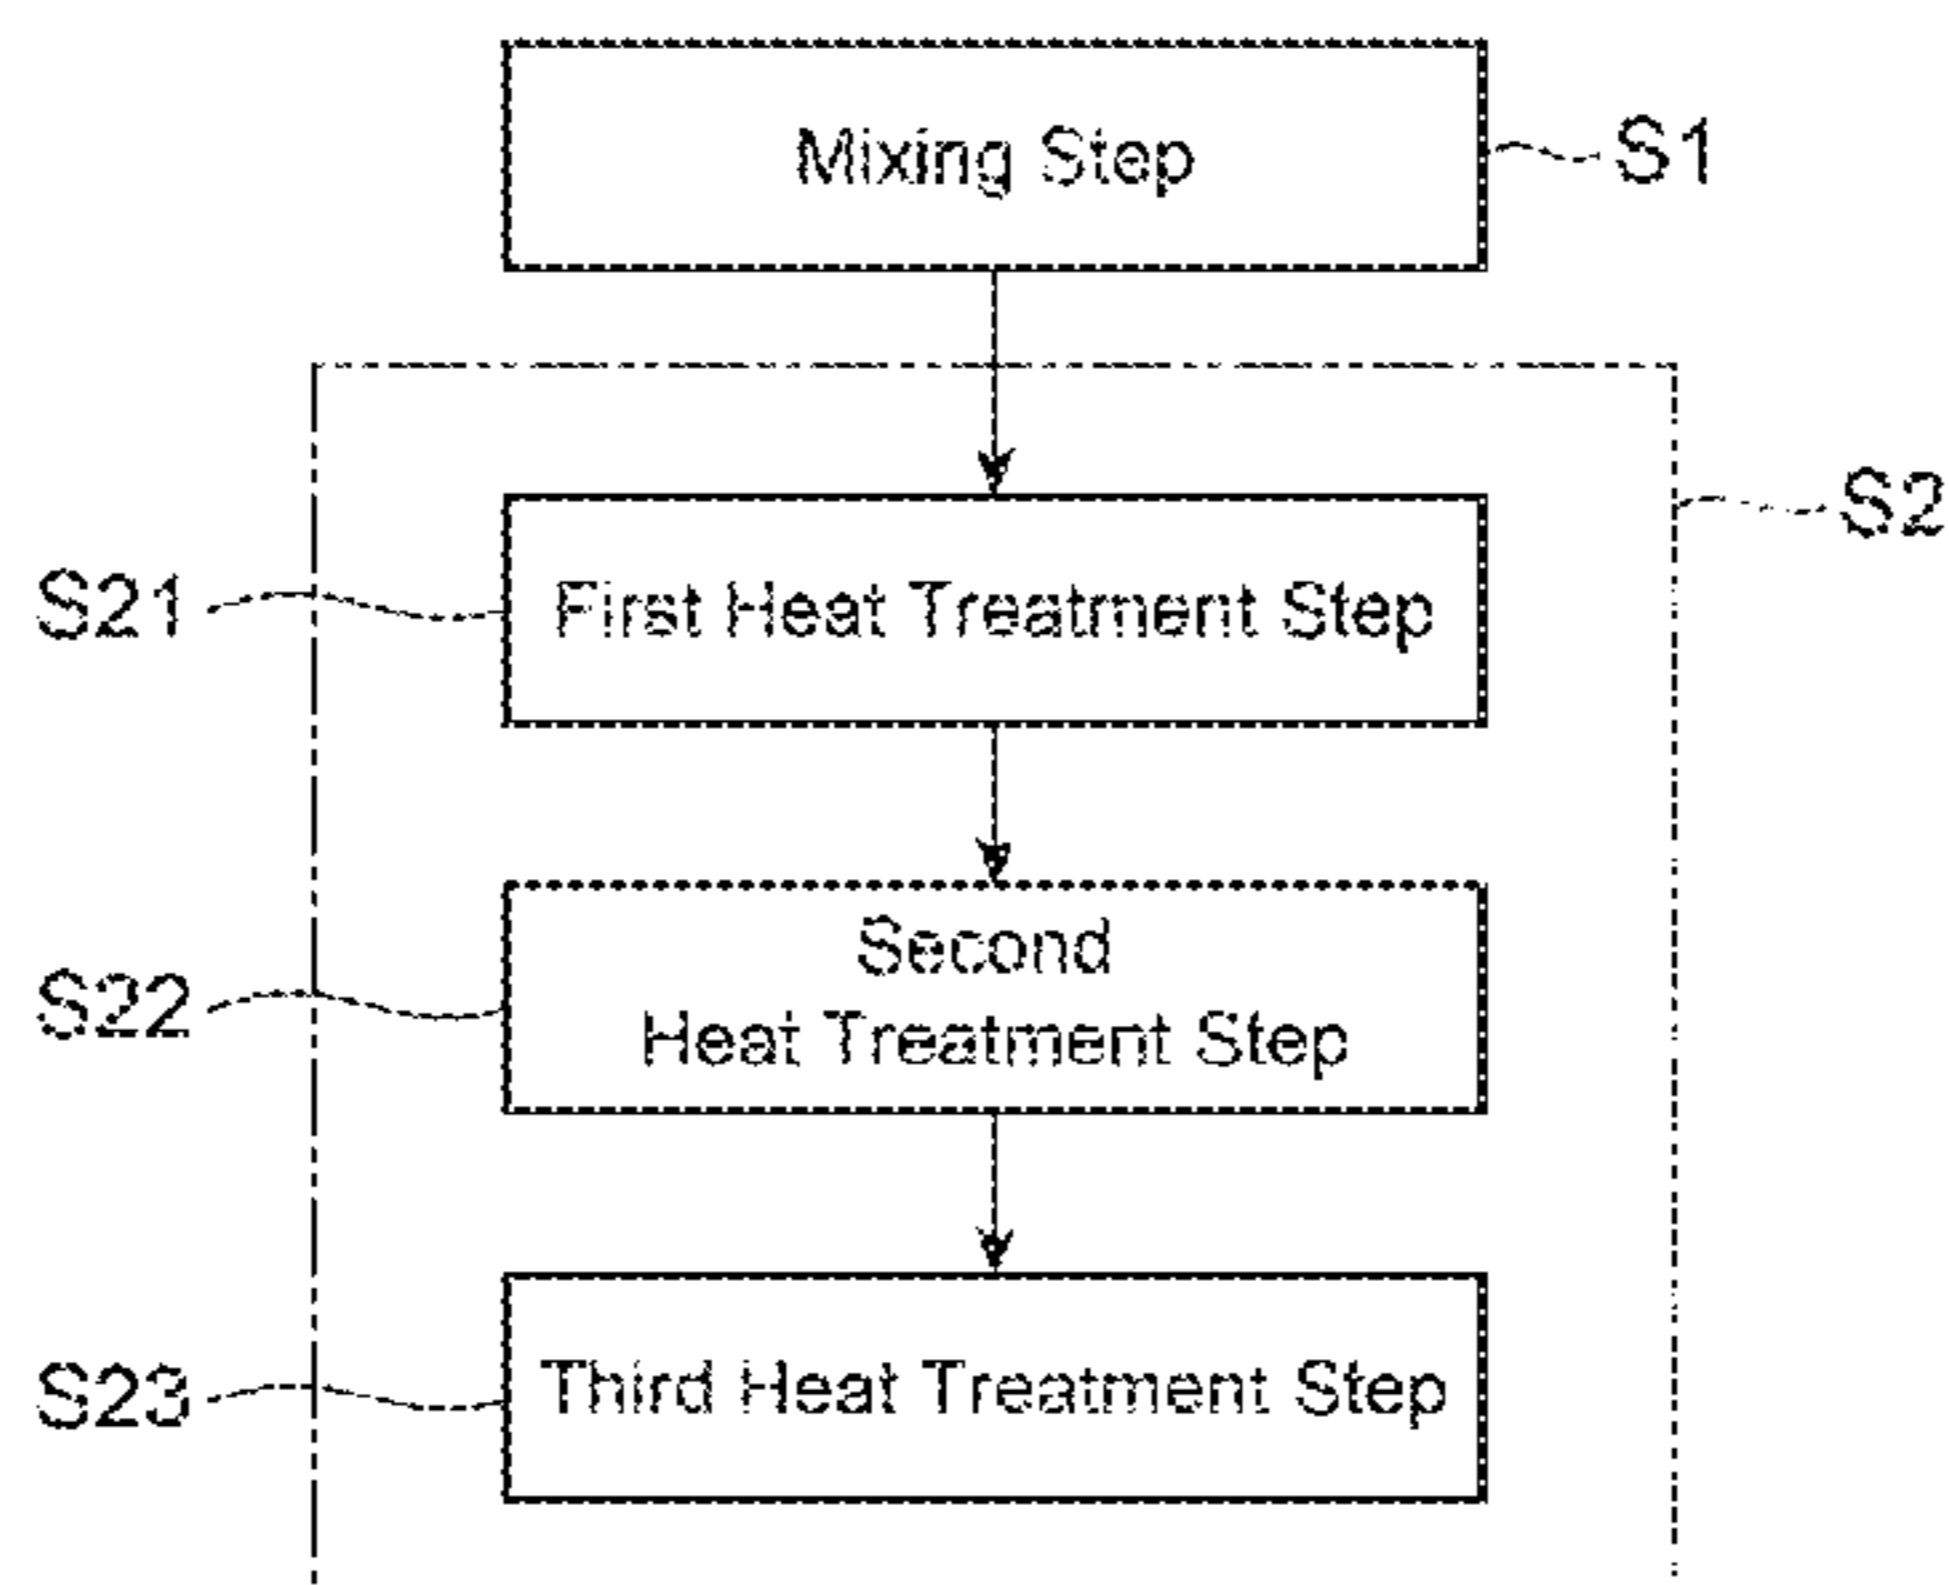 Mixing Step
S1
S2
S21
First Heat Treatment Step
S22
Second
Heat Treatment Step
S23
Third Heat Treatment Step